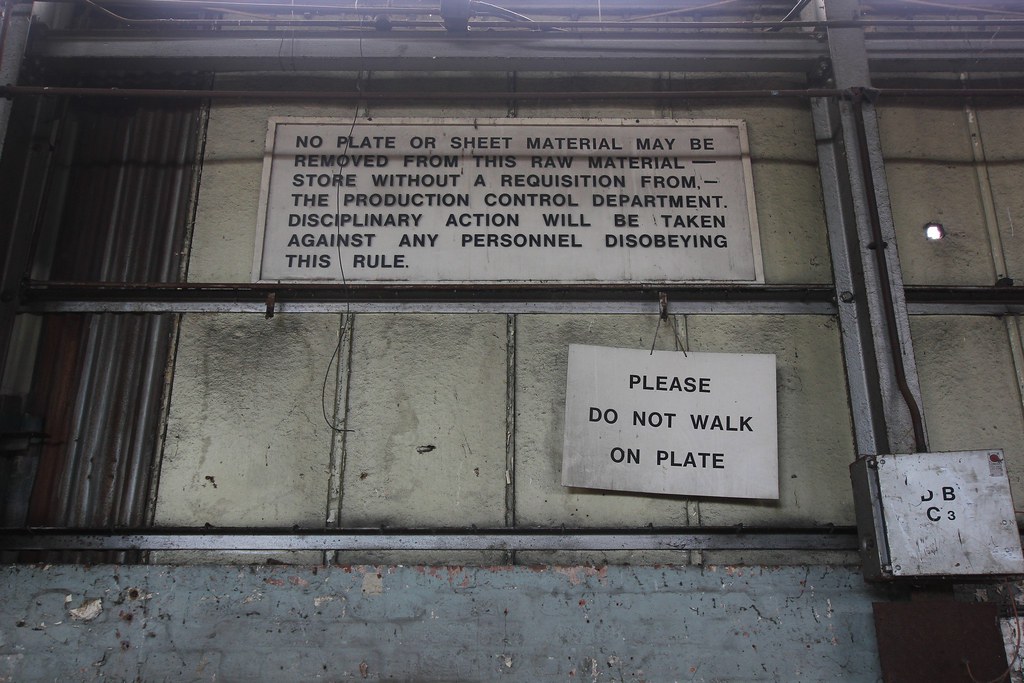 NO PLATE OR SHEET MATERIAL MAY BE
REMOVED FROM THIS RAW MATERIAL —
STORE WITHOUT A REQUISITION FROM,—
THE PRODUCTION CONTROL DEPARTMENT.
DISCIPLINARY ACTION WILL BE TAKEN
AGAINST ANY PERSONNEL DISOBEYING
THIS RULE.
PLEASE
DO NOT WALK
ON PLATE
DB
C3